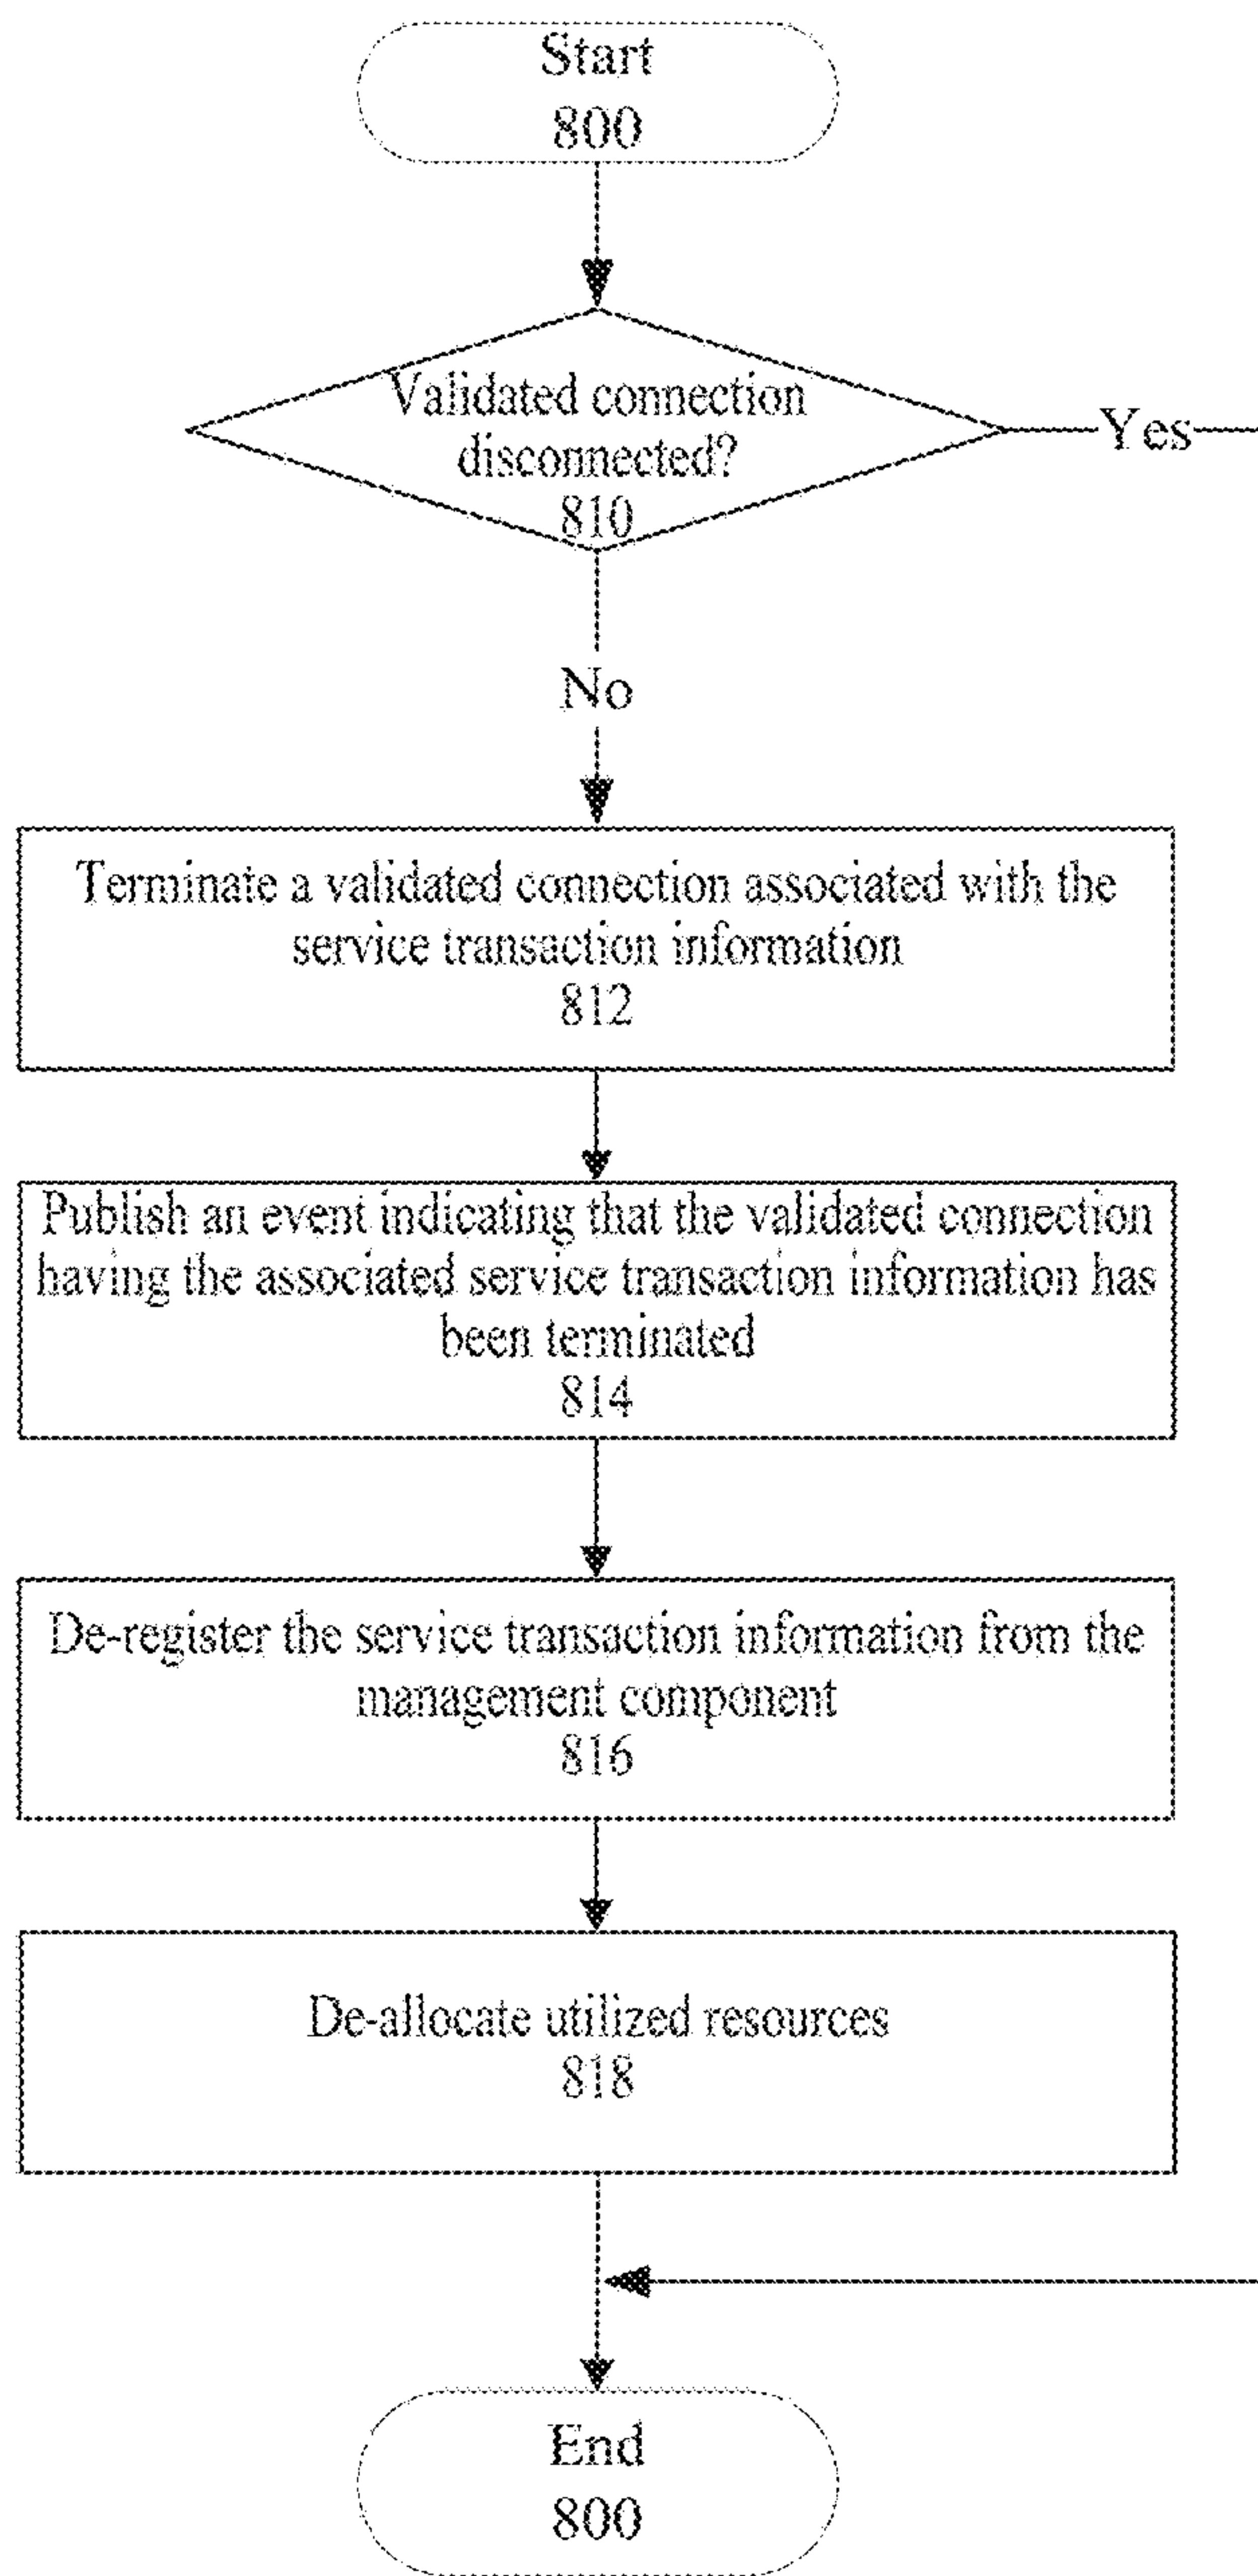 Start
800
Validated connection
disconnected?
810
Yes
No
Terminate a validated connection associated with the
service transaction information
812
Publish an event indicating that the validated connection
having the associated service transaction information has
been terminated
814
De-register the service transaction information from the
management component
816
De-allocate utilized resources
818
End
800